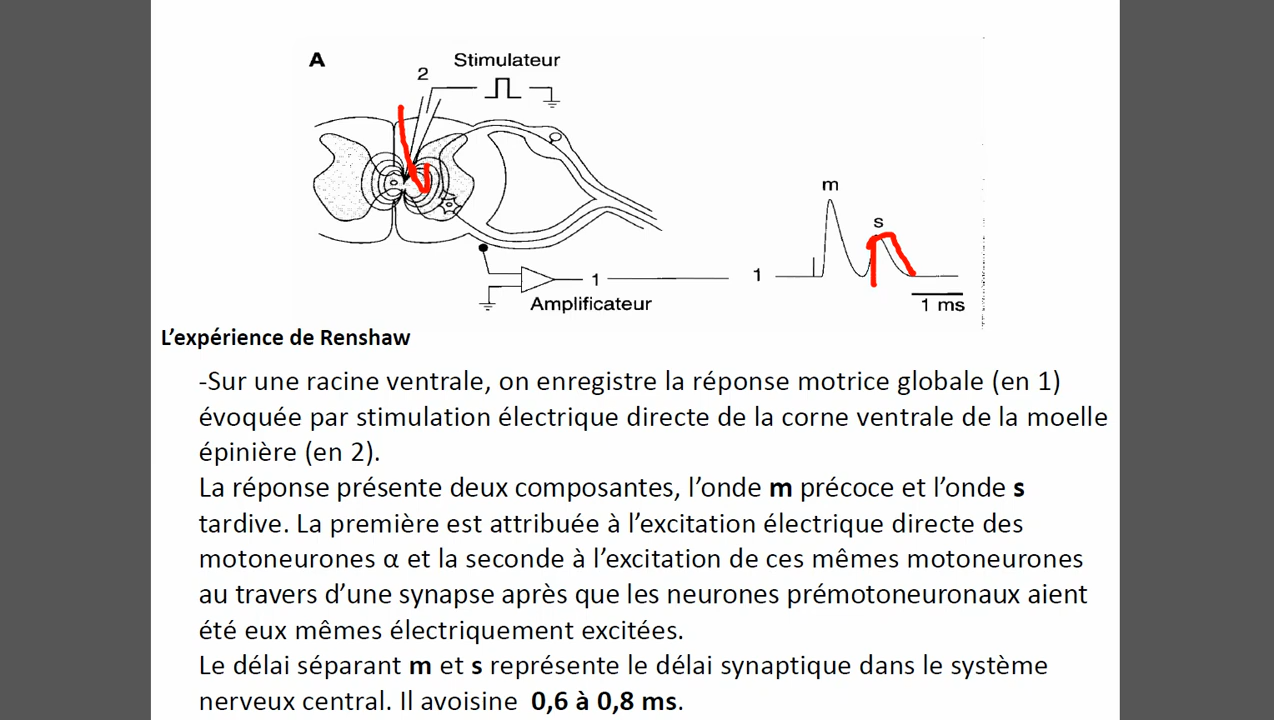 A
Stimulateur
2
m
s
1
1
1 ms
Amplificateur
L'expérience de Renshaw
-Sur une racine ventrale, on enregistre la réponse motrice globale (en 1)
évoquée par stimulation électrique directe de la corne ventrale de la moelle
épinière (en 2).
La réponse présente deux composantes, l'onde m précoce et l'onde s
tardive. La première est attribuée à l'excitation électrique directe des
motoneurones α et la seconde à l'excitation de ces mêmes motoneurones
au travers d'une synapse après que les neurones prémotoneuronaux aient
été eux mêmes électriquement excitées.
Le délai séparant m et s représente le délai synaptique dans le système
nerveux central. Il avoisine 0,6 à 0,8 ms.